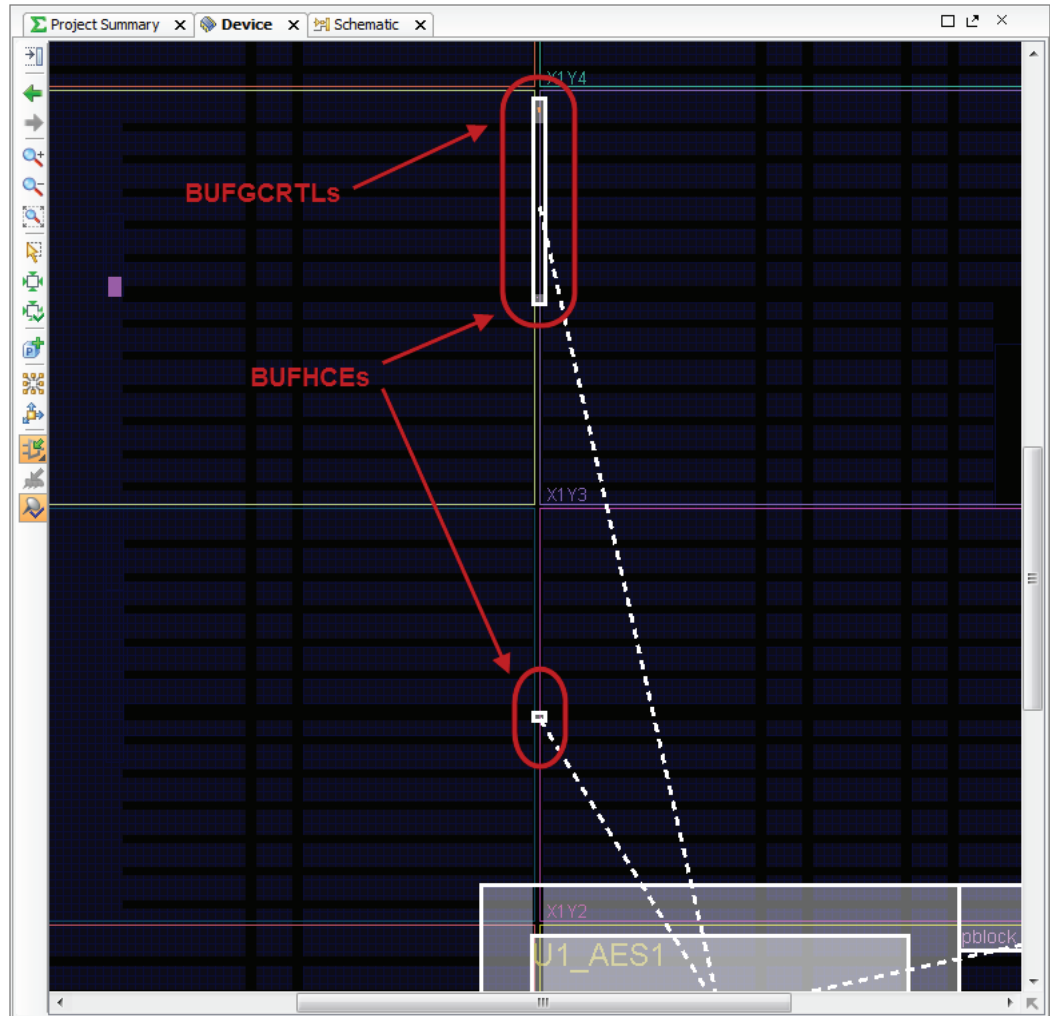 Project Summary Device Schematic
X1Y4
BUFGCRTLs
BUFHCEs
X1Y3
X1Y2
pblock
U1_AES1